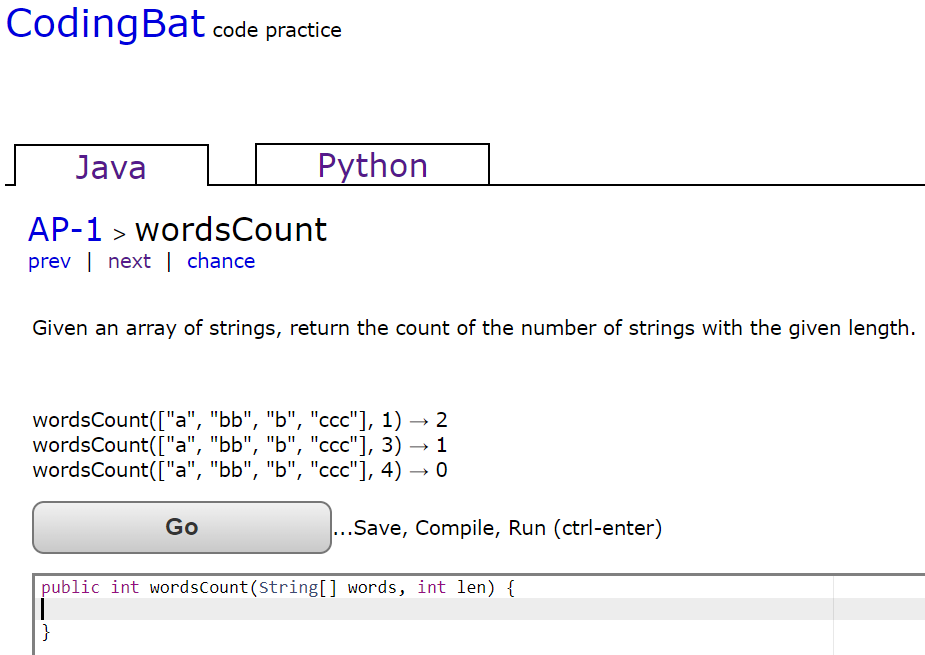 CodingBat code practice
Java
Python
AP-1 > wordsCount
prev | next | chance
Given an array of strings, return the count of the number of strings with the given length.
wordsCount(["a", "bb", "b", "ccc"], 1) → 2
wordsCount(["a", "bb", "b", "ccc"], 3) → 1
wordsCount(["a", "bb", "b", "ccc"], 4) → 0
Go ...Save, Compile, Run (ctrl-enter)
public int wordsCount(String[] words, int len) {
}